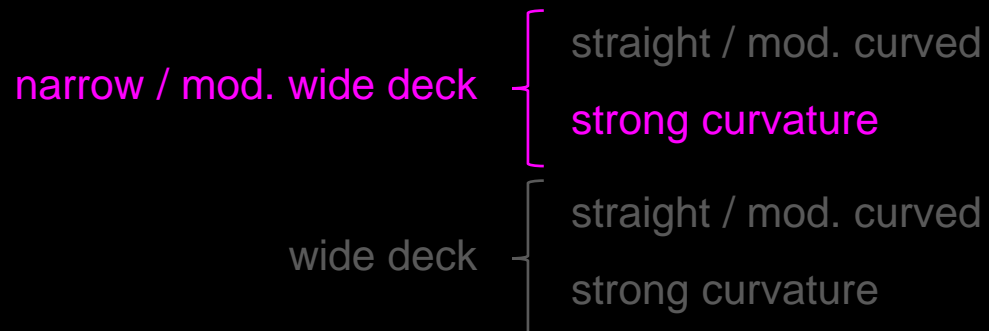 straight / mod. curved
narrow / mod. wide deck
strong curvature
straight / mod. curved
wide deck
strong curvature